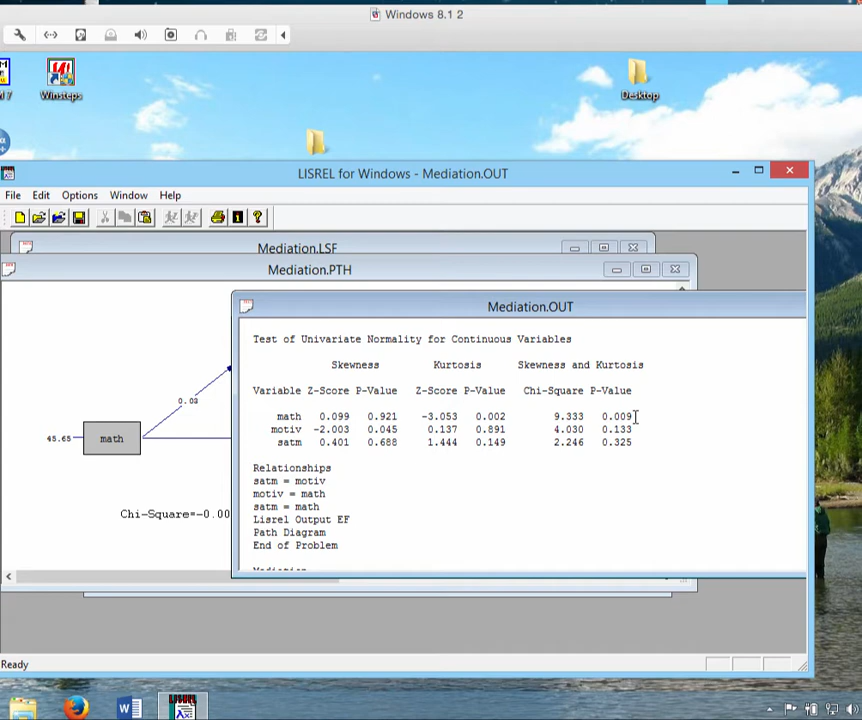 Windows 8.1 2
Winsteps
Desktop
LISREL for Windows - Mediation.OUT
File Edit Options Window Help
Mediation.LSF
Mediation.PTH
Mediation.OUT
Test of Univariate Normality for Continuous Variables
Skewness Kurtosis Skewness and Kurtosis
Variable Z-Score P-Value Z-Score P-Value Chi-Square P-Value
math 0.099 0.921 -3.053 0.002 9.333 0.009
motiv -2.003 0.045 0.137 0.891 4.030 0.133
satm 0.401 0.688 1.444 0.149 2.246 0.325
Relationships
satm = motiv
motiv = math
satm = math
Lisrel Output EF
Path Diagram
End of Problem
0.03
45.65 math
Chi-Square=-0.00
Ready